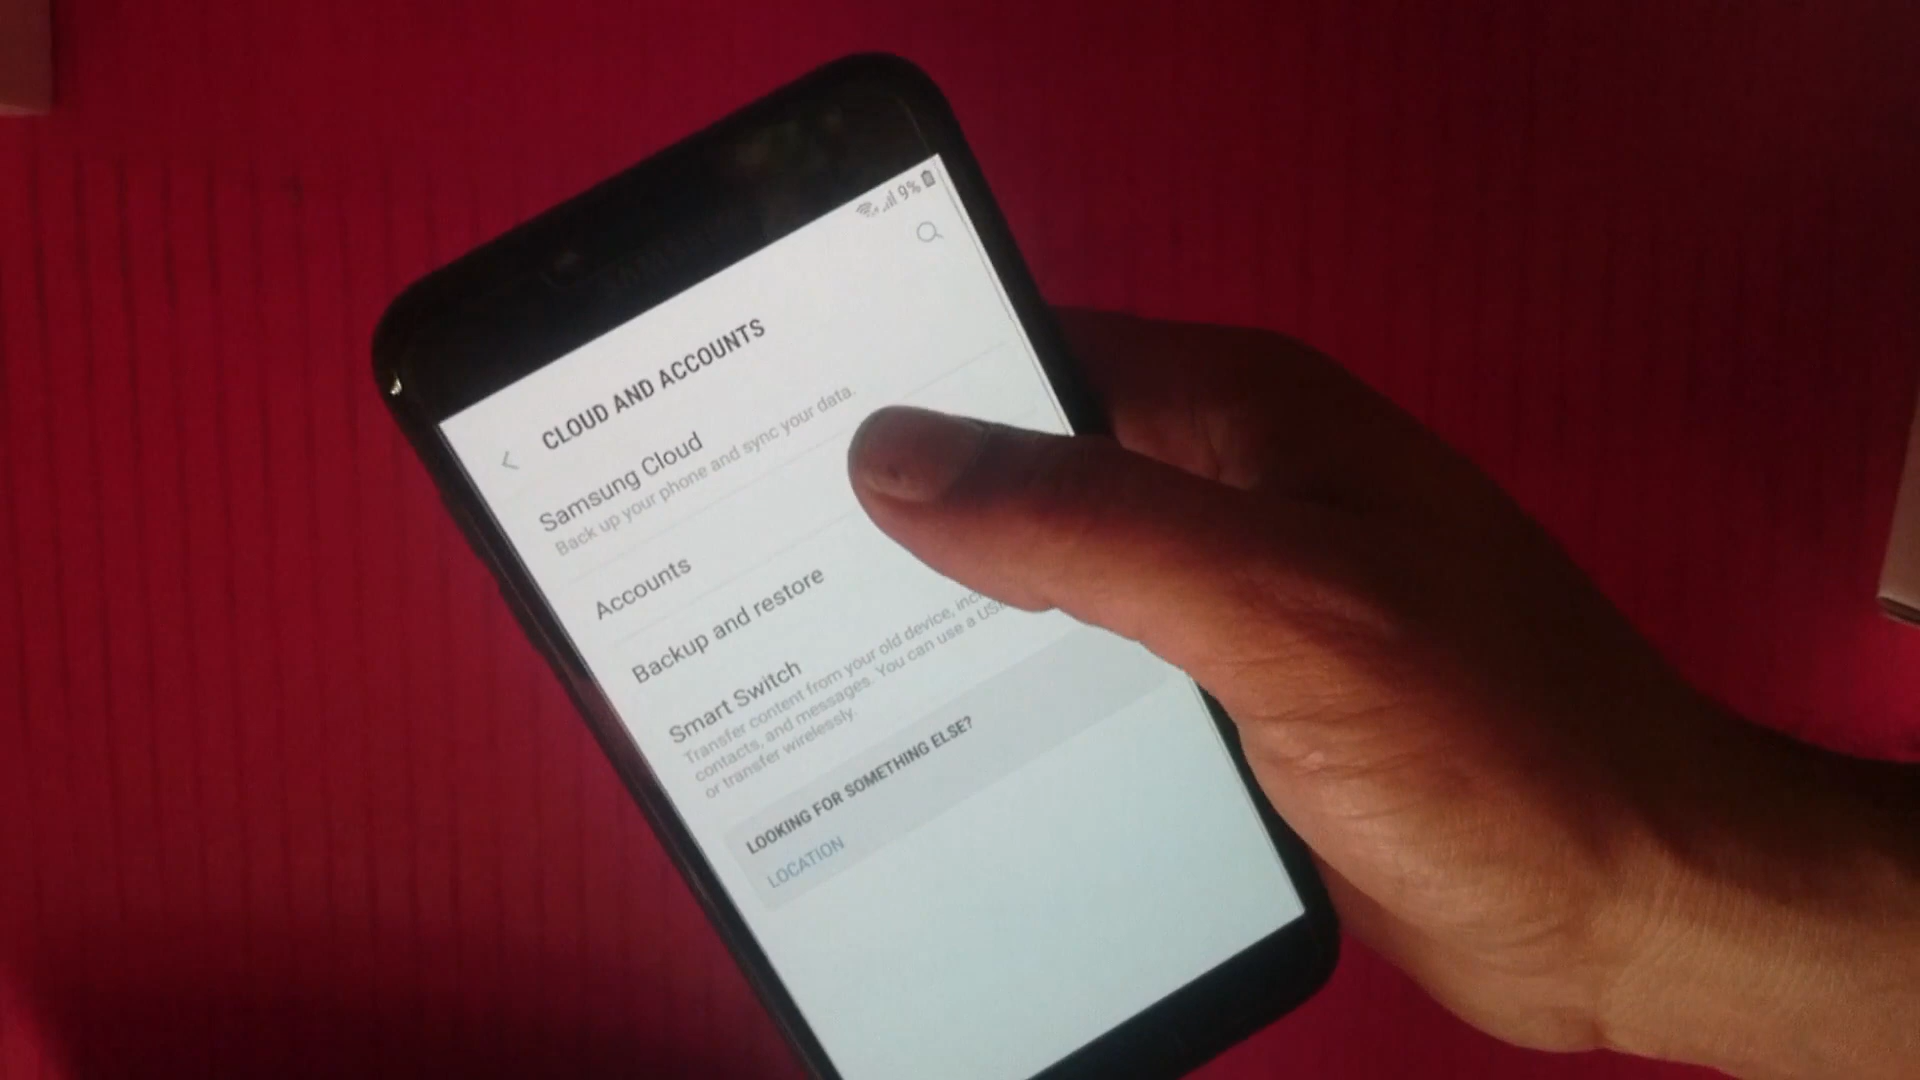 9%
CLOUD AND ACCOUNTS
Samsung Cloud
Back up your phone and sync your data.
Accounts
Backup and restore
Smart Switch
Transfer content from your old device,
contacts, and messages. You can use a
or transfer wirelessly.
LOOKING FOR SOMETHING ELSE?
LOCATION